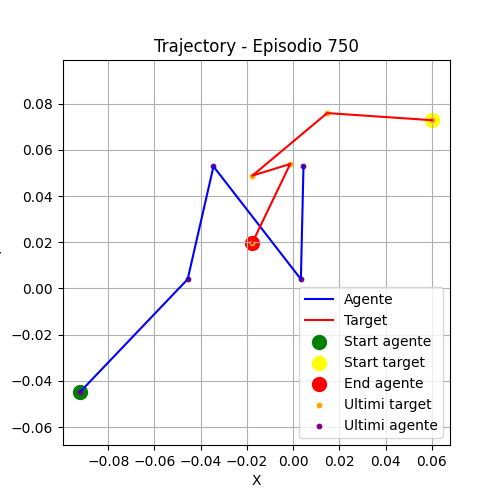 Trajectory - Episodio 750
0.08
0.06
0.04
0.02
0.00
−0.02
−0.04
−0.06
−0.08 −0.06 −0.04 −0.02 0.00 0.02 0.04 0.06
X
Agente
Target
Start agente
Start target
End agente
Ultimi target
Ultimi agente